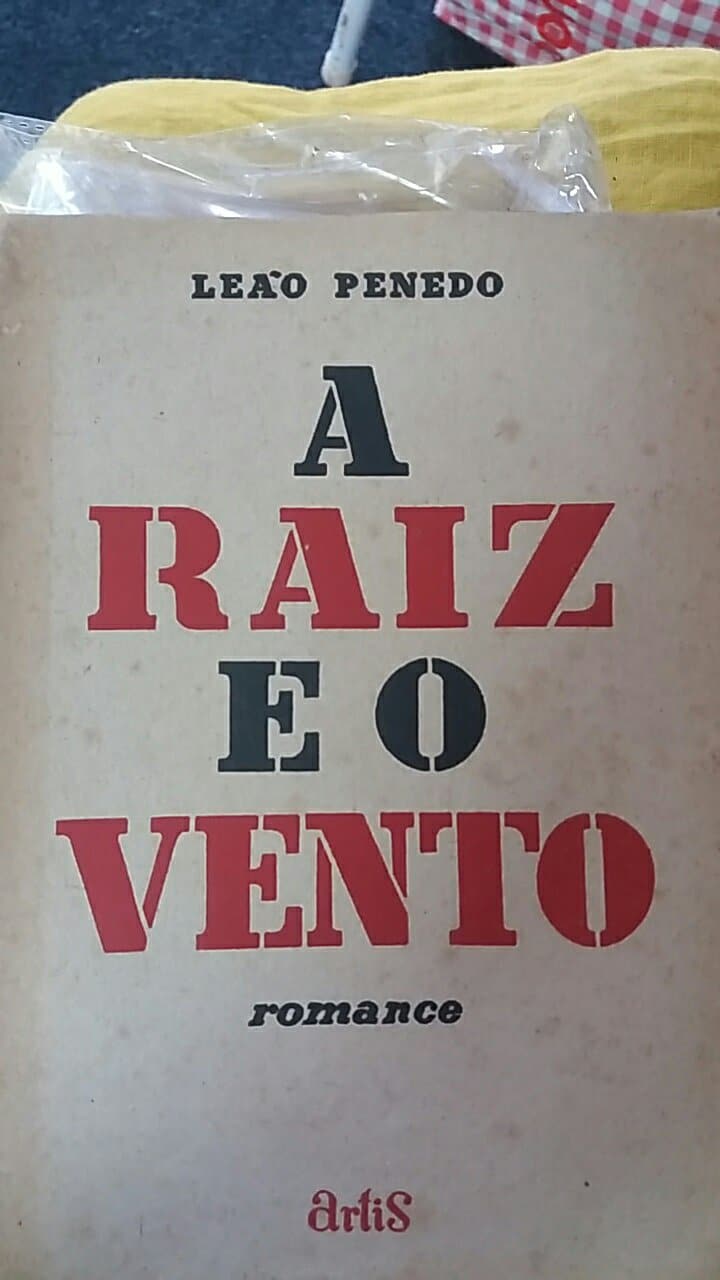 LEÃO PENEDO
A
RAIZ
E O
VENTO
romance
artis